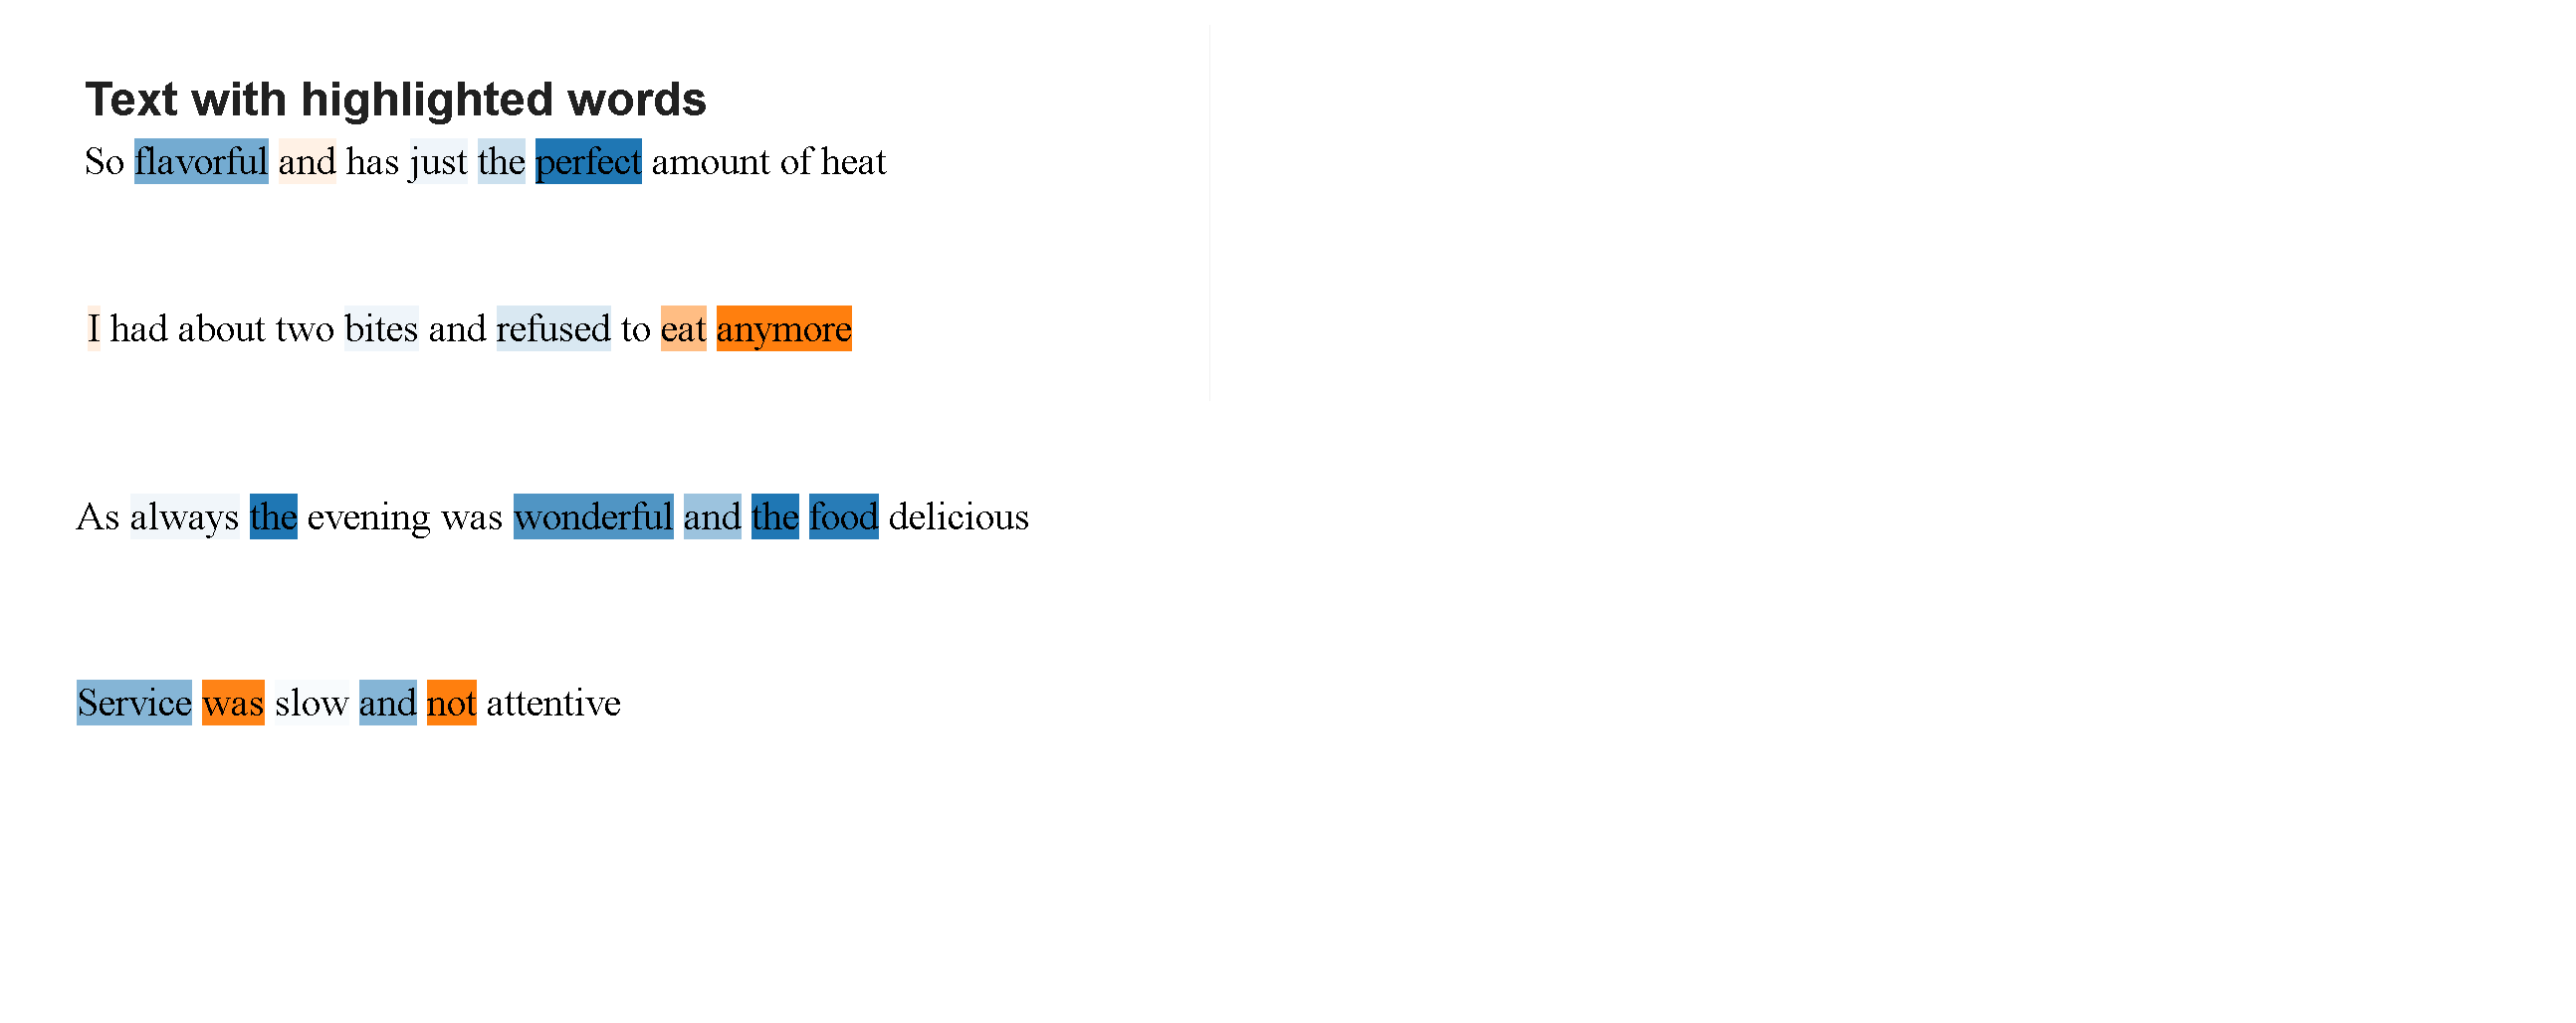 Text with highlighted words
So flavorful and has just the perfect amount of heat
I had about two bites and refused to eat anymore
As always the evening was wonderful and the food delicious
Service was slow and not attentive